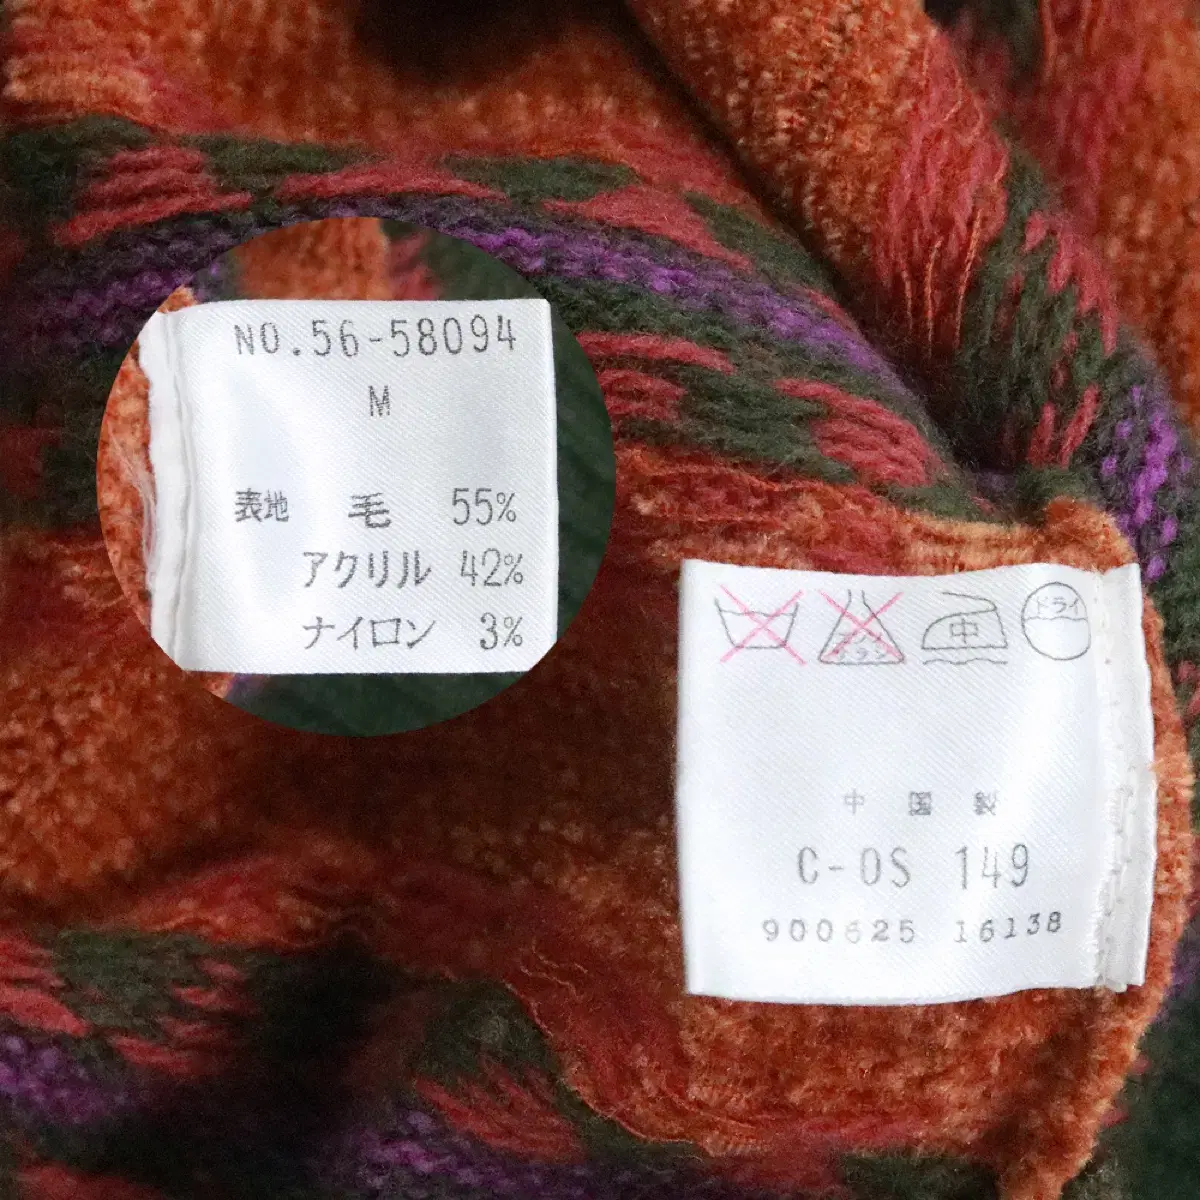 NO.56-58094
M
表地 毛 55%
アクリル 42%
ナイロン 3%
中 ドライ
中国製
C-OS 149
900625 16138